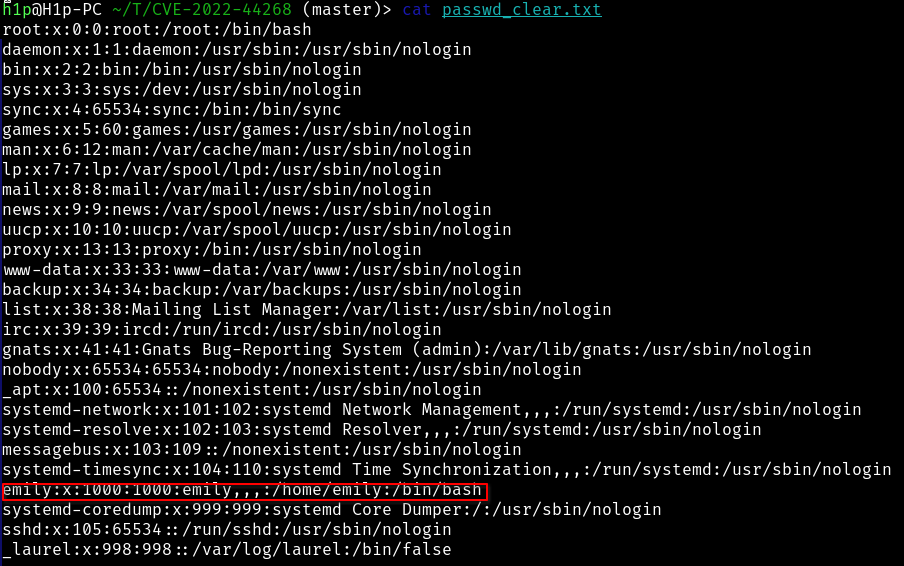 h1p@H1p-PC ~/T/CVE-2022-44268 (master)> cat passwd_clear.txt
root:x:0:0:root:/root:/bin/bash
daemon:x:1:1:daemon:/usr/sbin:/usr/sbin/nologin
bin:x:2:2:bin:/bin:/usr/sbin/nologin
sys:x:3:3:sys:/dev:/usr/sbin/nologin
sync:x:4:65534:sync:/bin:/bin/sync
games:x:5:60:games:/usr/games:/usr/sbin/nologin
man:x:6:12:man:/var/cache/man:/usr/sbin/nologin
lp:x:7:7:lp:/var/spool/lpd:/usr/sbin/nologin
mail:x:8:8:mail:/var/mail:/usr/sbin/nologin
news:x:9:9:news:/var/spool/news:/usr/sbin/nologin
uucp:x:10:10:uucp:/var/spool/uucp:/usr/sbin/nologin
proxy:x:13:13:proxy:/bin:/usr/sbin/nologin
www-data:x:33:33:www-data:/var/www:/usr/sbin/nologin
backup:x:34:34:backup:/var/backups:/usr/sbin/nologin
list:x:38:38:Mailing List Manager:/var/list:/usr/sbin/nologin
irc:x:39:39:ircd:/run/ircd:/usr/sbin/nologin
gnats:x:41:41:Gnats Bug-Reporting System (admin):/var/lib/gnats:/usr/sbin/nologin
nobody:x:65534:65534:nobody:/nonexistent:/usr/sbin/nologin
_apt:x:100:65534::/nonexistent:/usr/sbin/nologin
systemd-network:x:101:102:systemd Network Management,,,:/run/systemd:/usr/sbin/nologin
systemd-resolve:x:102:103:systemd Resolver,,,:/run/systemd:/usr/sbin/nologin
messagebus:x:103:109::/nonexistent:/usr/sbin/nologin
systemd-timesync:x:104:110:systemd Time Synchronization,,,:/run/systemd:/usr/sbin/nologin
emily:x:1000:1000:emily,,,:/home/emily:/bin/bash
systemd-coredump:x:999:999:systemd Core Dumper:/:/usr/sbin/nologin
sshd:x:105:65534::/run/sshd:/usr/sbin/nologin
_laurel:x:998:998::/var/log/laurel:/bin/false